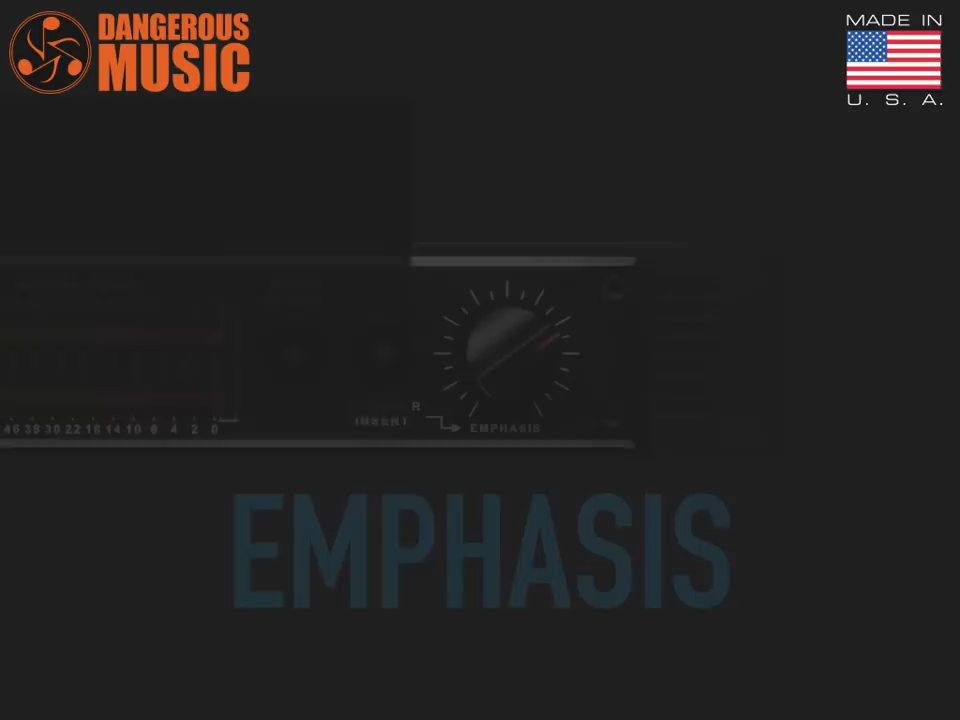 DANGEROUS
MUSIC
MADE IN
U. S. A.
46 38 30 22 18 14 10 6 4 2 0
R
INSERT
EMPHASIS
EMPHASIS